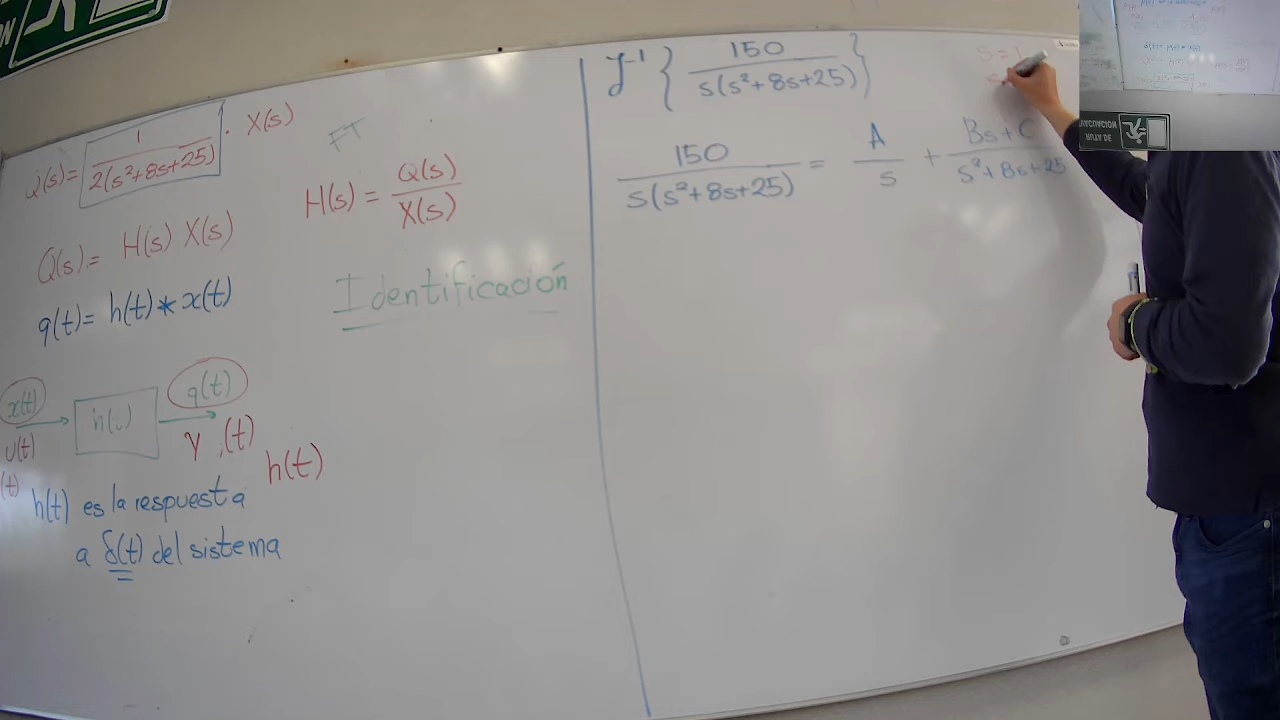 Q(s) = 1 / 2(s²+8s+25) · X(s)
Q(s) = H(s) X(s)
q(t) = h(t) * x(t)
x(t)
q(t)
u(t)
y (t)
h(t)
h(t) es la respuesta
a δ(t) del sistema
FT
H(s) = Q(s) / X(s)
Identificación
ℒ⁻¹ { 150 / s(s²+8s+25) }
150 / s(s²+8s+25) = A / s + Bs+C / s²+8s+25
s=1